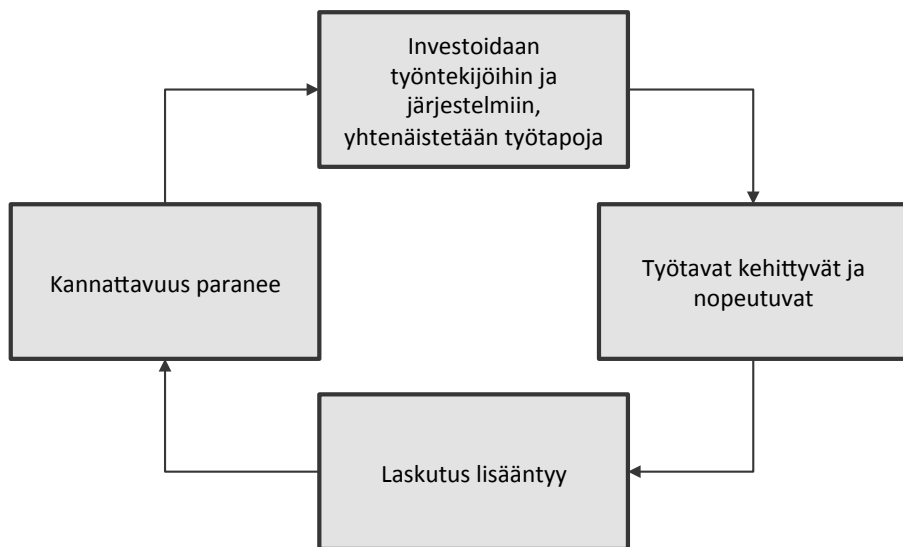 Investoidaan
työntekijöihin ja
järjestelmiin,
yhtenäistetään työtapoja
Työtavat kehittyvät ja
nopeutuvat
Laskutus lisääntyy
Kannattavuus paranee